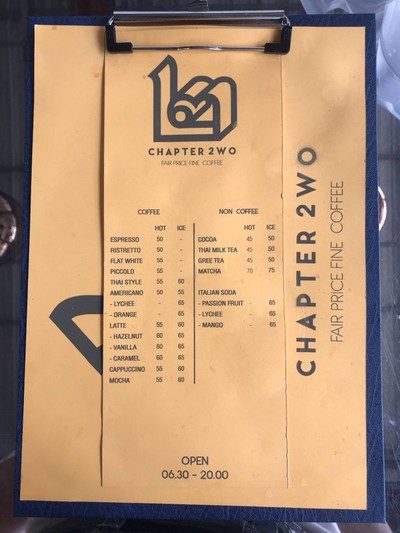 CHAPTER 2WO
FAIR PRICE FINE COFFEE
COFFEE
HOT ICE
ESPRESSO 50 -
RISTRETTO 50 -
FLAT WHITE 55 -
PICCOLO 55 -
THAI STYLE 55 60
AMERICANO 50 55
- LYCHEE - 65
- ORANGE - 65
LATTE 55 60
- HAZELNUT 60 65
- VANILLA 60 65
- CARAMEL 60 65
CAPPUCCINO 55 60
MOCHA 55 60
NON COFFEE
HOT ICE
COCOA 45 50
THAI MILK TEA 45 50
GREE TEA 45 50
MATCHA 70 75
ITALIAN SODA
- PASSION FRUIT - 65
- LYCHEE - 65
- MANGO - 65
OPEN
06.30 - 20.00
CHAPTER 2WO
FAIR PRICE FINE COFFEE